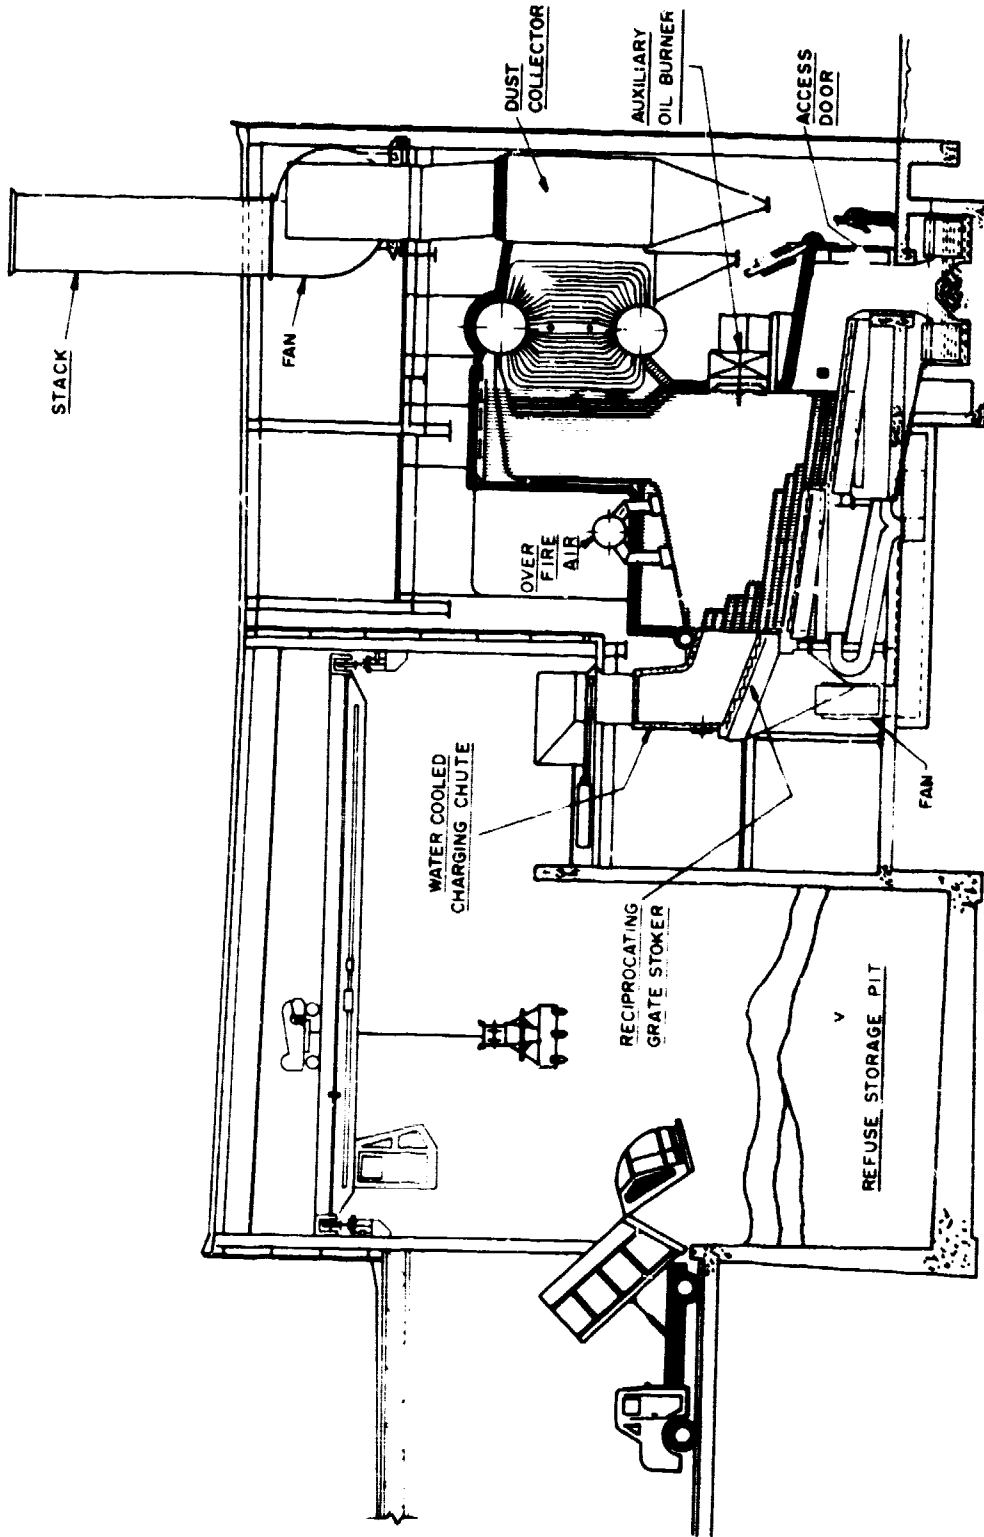 STACK
FAN
DUST
COLLECTOR
AUXILIARY
OIL BURNER
ACCESS
DOOR
OVER
FIRE
AIR
WATER COOLED
CHARGING CHUTE
RECIPROCATING
GRATE STOKER
FAN
REFUSE STORAGE PIT